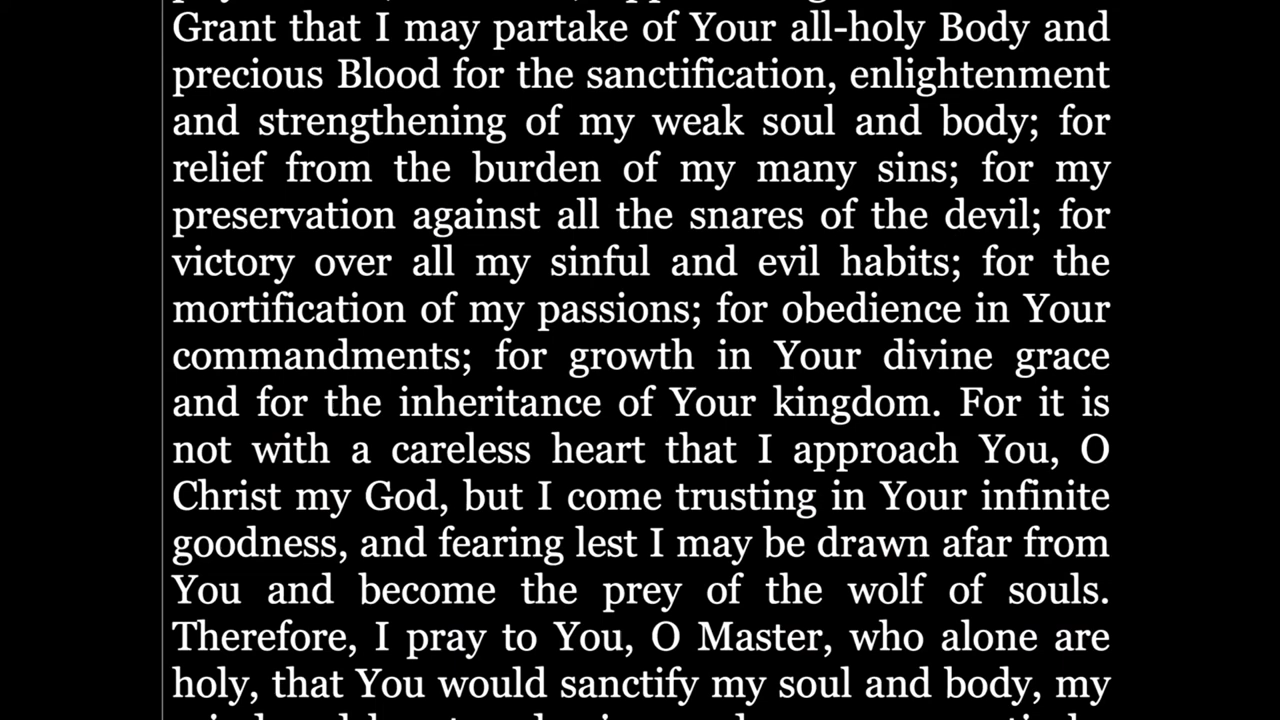 Grant that I may partake of Your all-holy Body and
precious Blood for the sanctification, enlightenment
and strengthening of my weak soul and body; for
relief from the burden of my many sins; for my
preservation against all the snares of the devil; for
victory over all my sinful and evil habits; for the
mortification of my passions; for obedience in Your
commandments; for growth in Your divine grace
and for the inheritance of Your kingdom. For it is
not with a careless heart that I approach You, O
Christ my God, but I come trusting in Your infinite
goodness, and fearing lest I may be drawn afar from
You and become the prey of the wolf of souls.
Therefore, I pray to You, O Master, who alone are
holy, that You would sanctify my soul and body, my